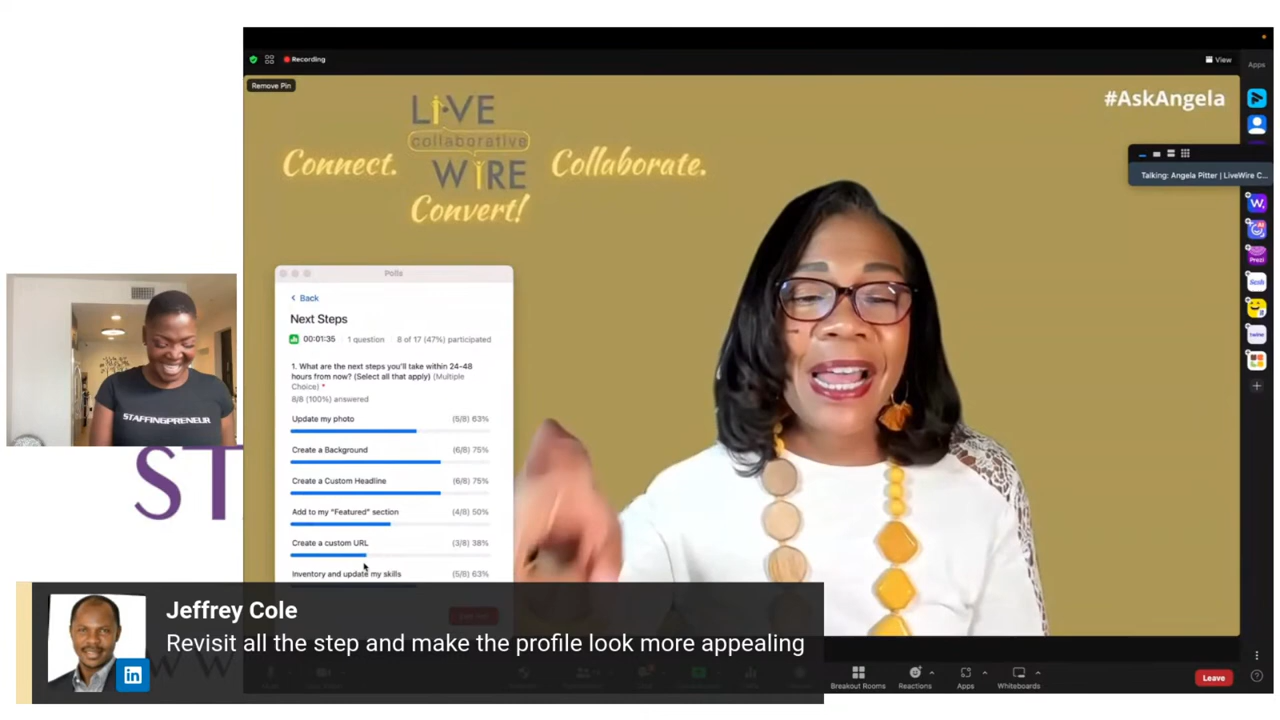 Recording
View
Apps
Remove Pin
#AskAngela
LIVE
collaborative
WIRE
Connect.
Collaborate.
Convert!
Talking: Angela Pitter | LiveWire C...
Polls
Back
Next Steps
00:01:35 1 question 8 of 17 (47%) participated
1. What are the next steps you'll take within 24-48
hours from now? (Select all that apply) (Multiple
Choice) *
8/8 (100%) answered
Update my photo (5/8) 63%
Create a Background (6/8) 75%
Create a Custom Headline (6/8) 75%
Add to my "Featured" section (4/8) 50%
Create a custom URL (3/8) 38%
Inventory and update my skills (5/8) 63%
STAFFINGPRENEUR
ST
Prezi
twine
Jeffrey Cole
Revisit all the step and make the profile look more appealing
in
Breakout Rooms
Reactions
Apps
Whiteboards
Leave